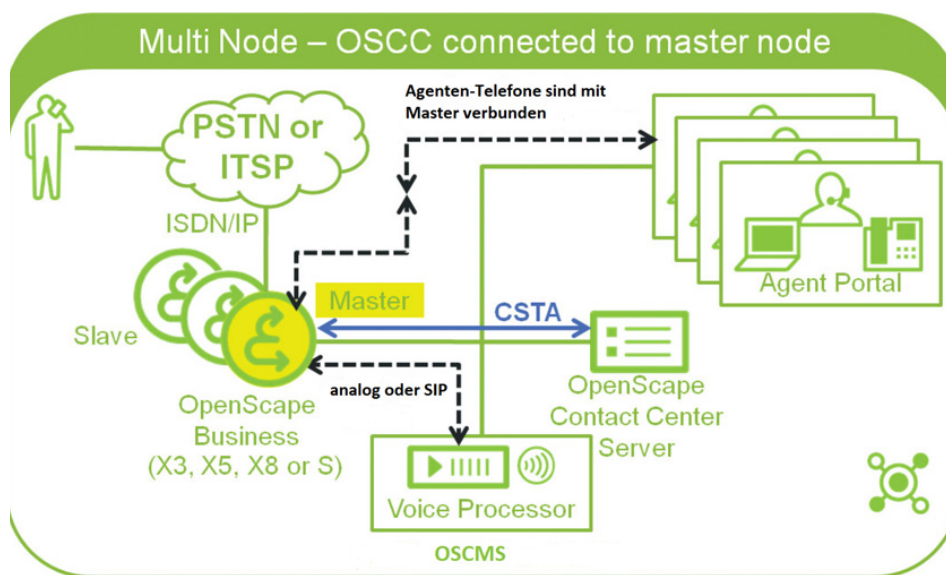 Multi Node – OSCC connected to master node
Agenten-Telefone sind mit
Master verbunden
PSTN or
ITSP
ISDN/IP
Master
CSTA
Slave
Agent Portal
analog oder SIP
OpenScape
Business
(X3, X5, X8 or S)
OpenScape
Contact Center
Server
Voice Processor
OSCMS